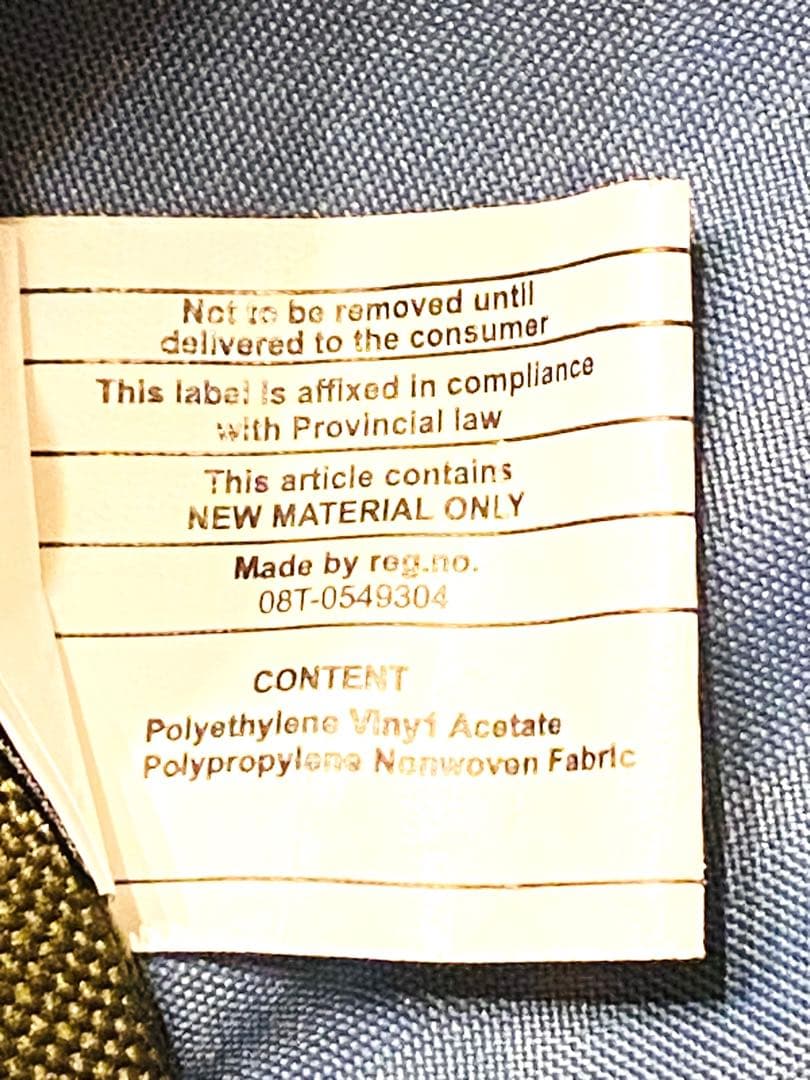 Not to be removed until
delivered to the consumer
This label is affixed in compliance
with Provincial law
This article contains
NEW MATERIAL ONLY
Made by reg.no.
08T-0549304
CONTENT
Polyethylene Vinyl Acetate
Polypropylene Nonwoven Fabric